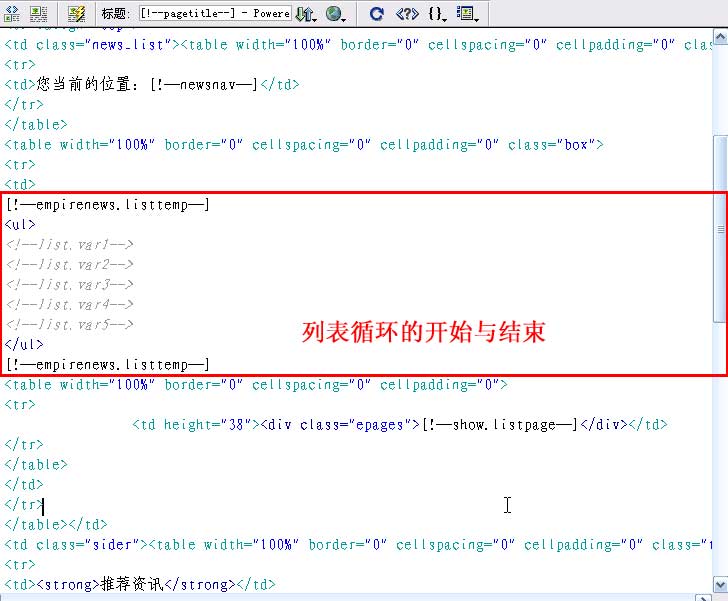 标题: [!--pagetitle--] - Powere
<td class="news_list"><table width="100%" border="0" cellspacing="0" cellpadding="0" clas
<tr>
<td>您当前的位置：[!--newsnav--]</td>
</tr>
</table>
<table width="100%" border="0" cellspacing="0" cellpadding="0" class="box">
<tr>
<td>
[!--empirenews.listtemp--]
<ul>
<!--list.var1-->
<!--list.var2-->
<!--list.var3-->
<!--list.var4-->
<!--list.var5-->
列表循环的开始与结束
</ul>
[!--empirenews.listtemp--]
<table width="100%" border="0" cellspacing="0" cellpadding="0">
<tr>
<td height="38"><div class="epages">[!--show.listpage--]</div></td>
</tr>
</table>
</td>
</tr>
</table></td>
<td class="sider"><table width="100%" border="0" cellspacing="0" cellpadding="0" class="t
<tr>
<td><strong>推荐资讯</strong></td>